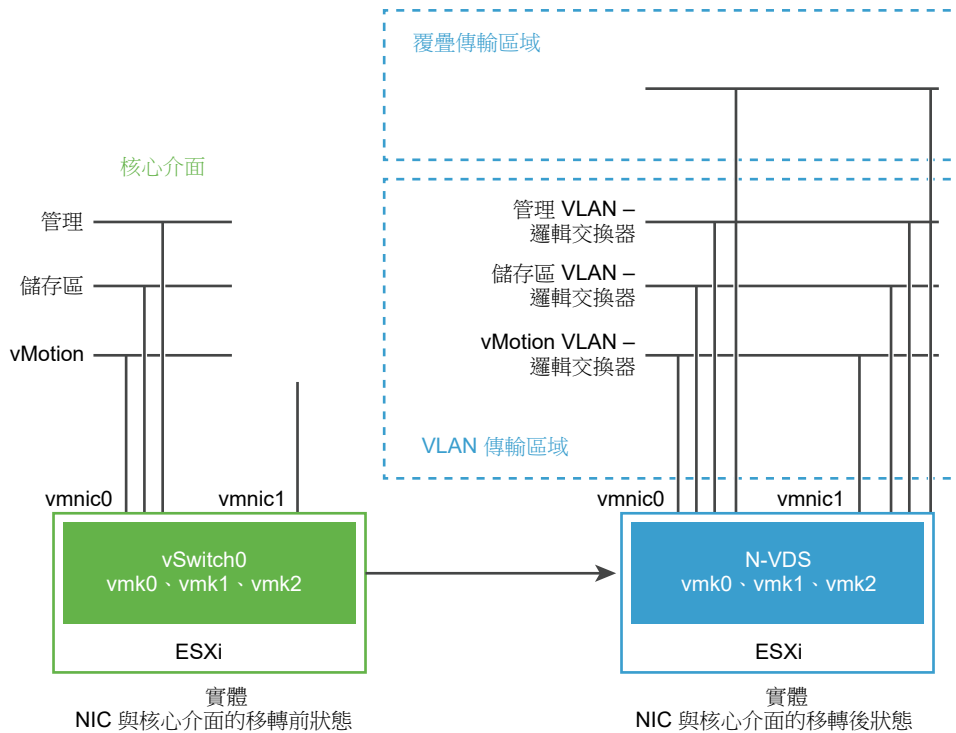 覆疊傳輸區域
核心介面
管理
儲存區
vMotion
管理 VLAN –
邏輯交換器
儲存區 VLAN –
邏輯交換器
vMotion VLAN –
邏輯交換器
VLAN 傳輸區域
vmnic0
vmnic1
vSwitch0
vmk0、vmk1、vmk2
ESXi
實體
NIC 與核心介面的移轉前狀態
vmnic0
vmnic1
N-VDS
vmk0、vmk1、vmk2
ESXi
實體
NIC 與核心介面的移轉後狀態